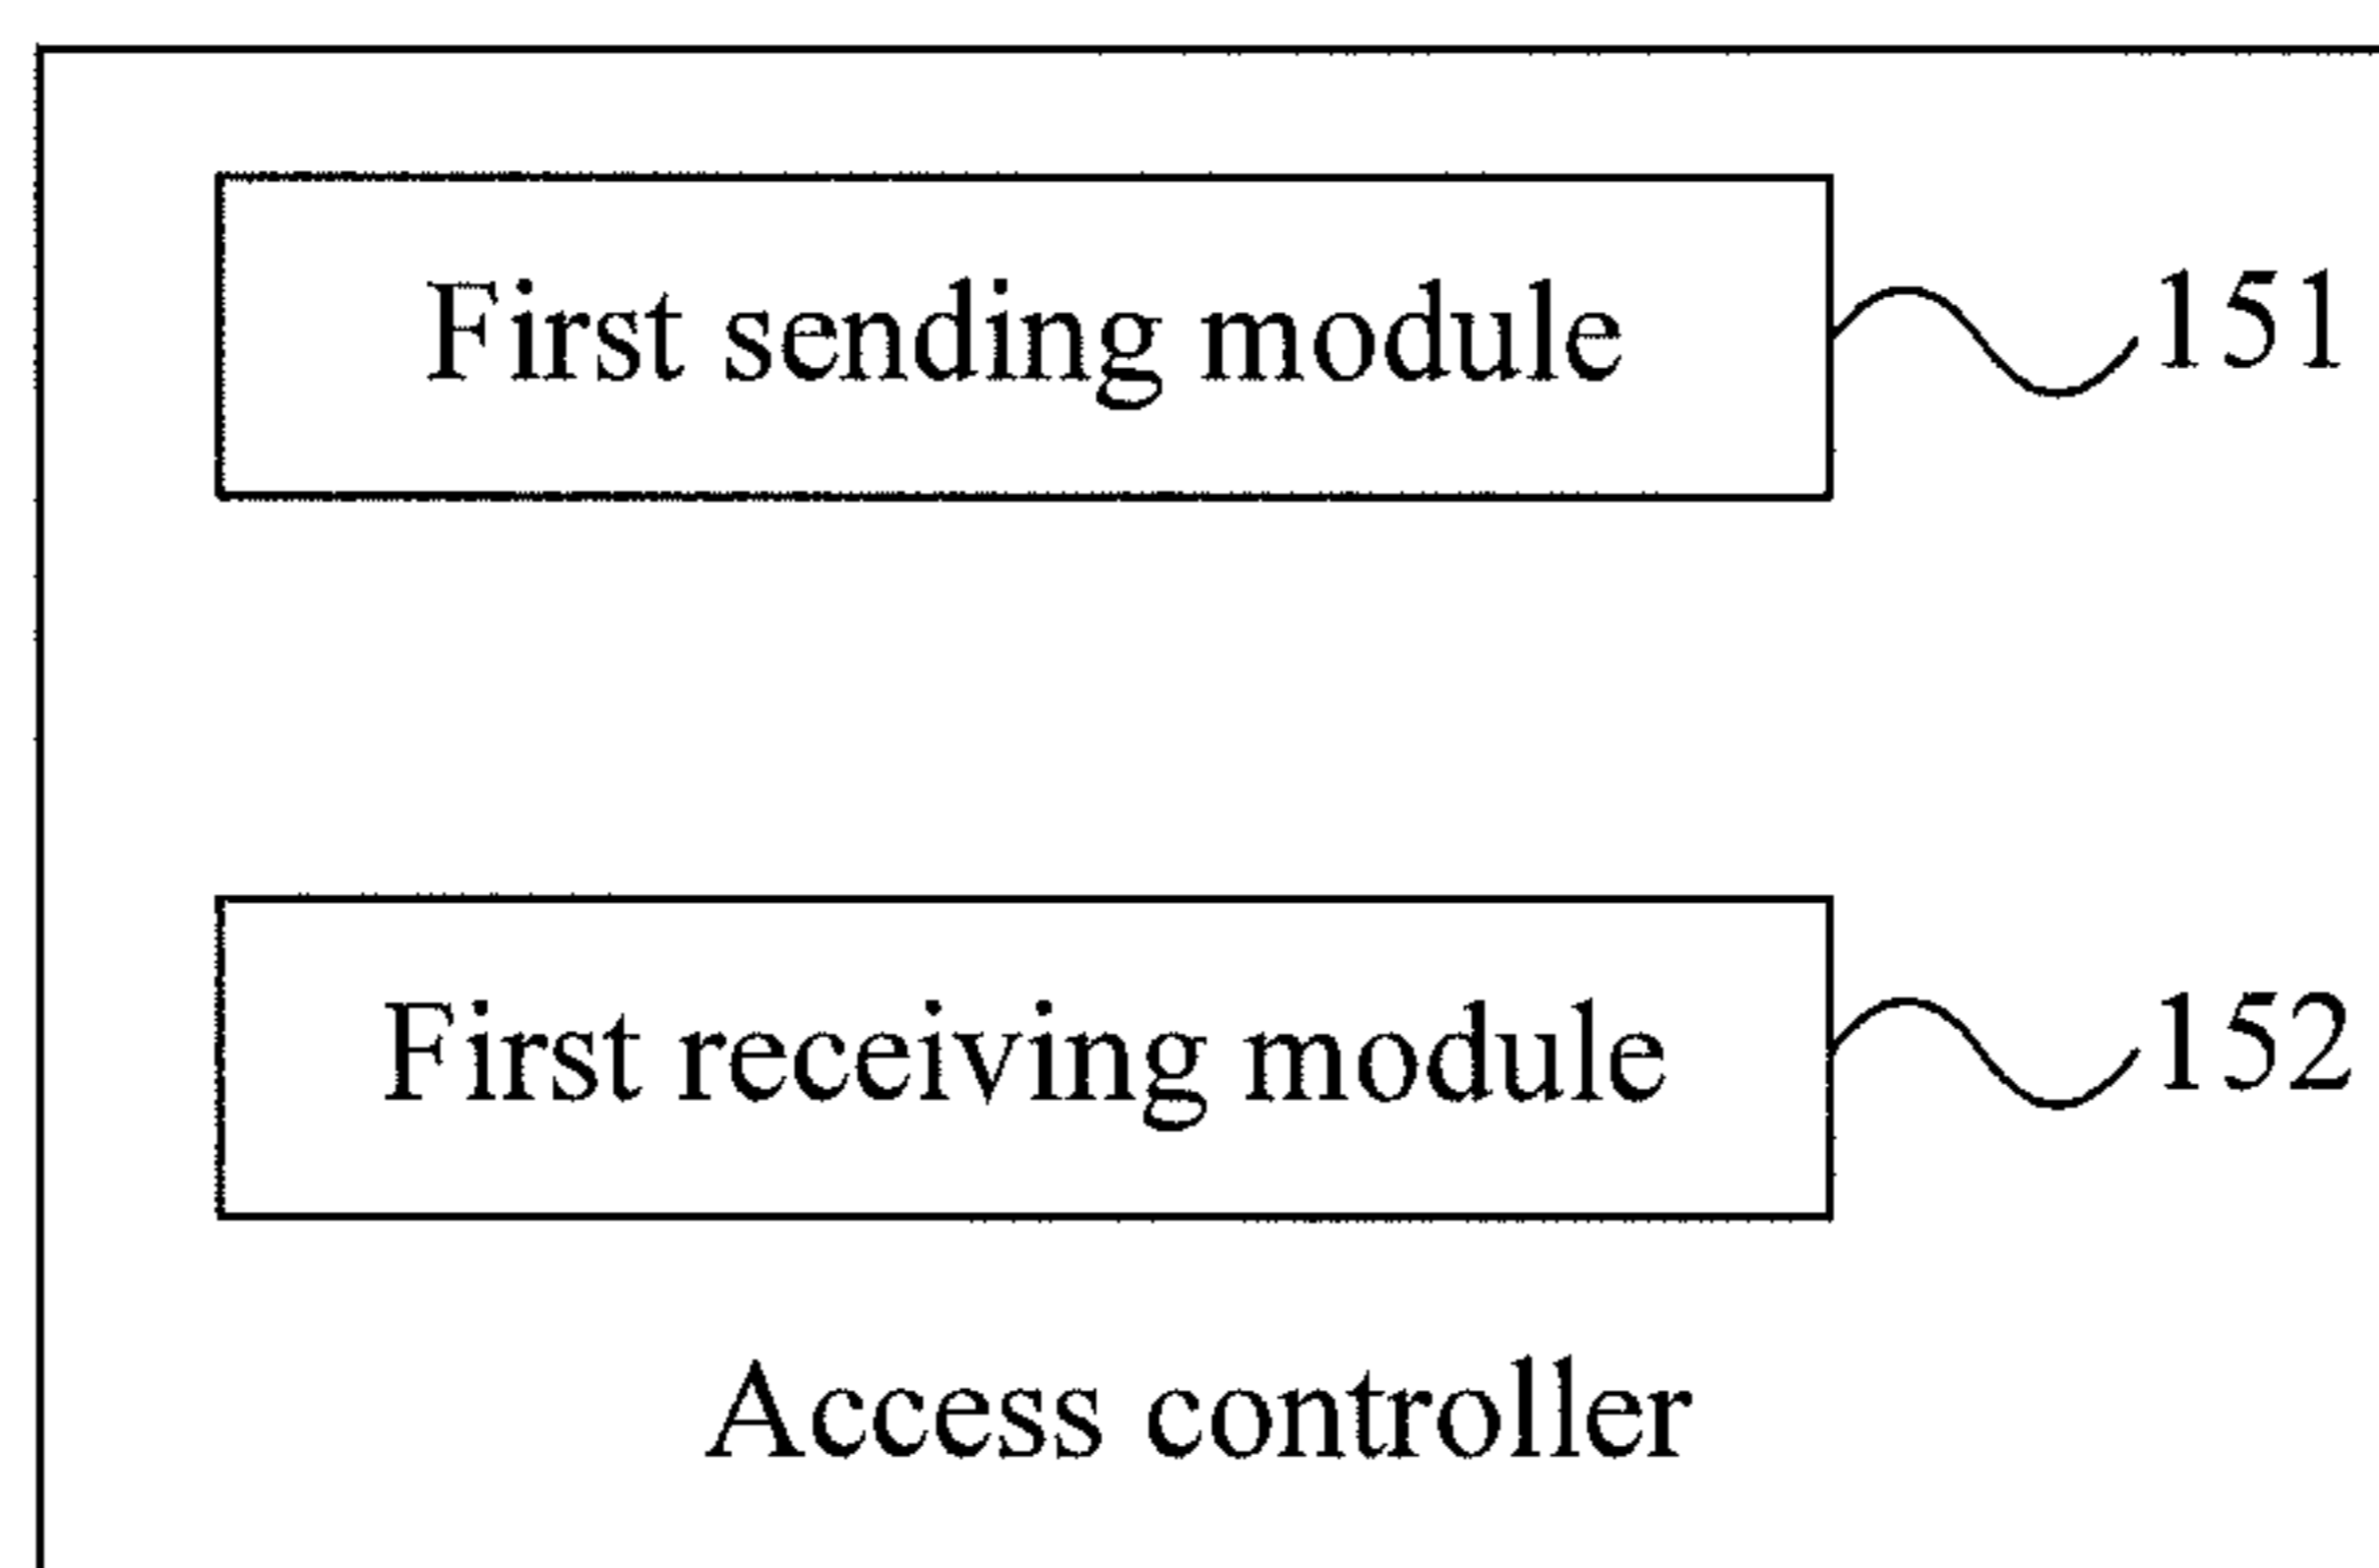 First sending module 151
First receiving module 152
Access controller